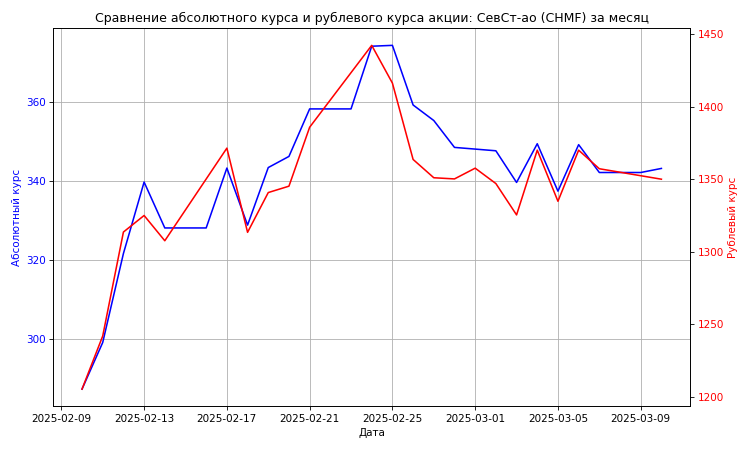 Сравнение абсолютного курса и рублевого курса акции: СевСт-ао (CHMF) за месяц
Абсолютный курс
360
340
320
300
1450
1400
1350
1300
1250
1200
Рублевый курс
2025-02-09 2025-02-13 2025-02-17 2025-02-21 2025-02-25 2025-03-01 2025-03-05 2025-03-09
Дата